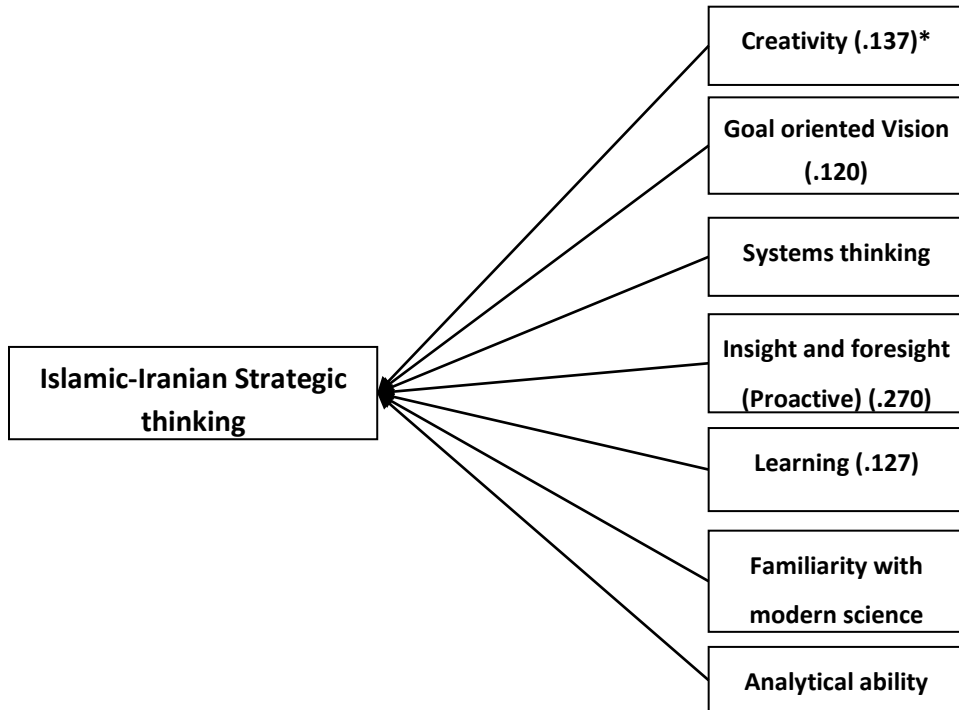 Creativity (.137)*
Goal oriented Vision
(.120)
Systems thinking
Insight and foresight
(Proactive) (.270)
Islamic-Iranian Strategic
thinking
Learning (.127)
Familiarity with
modern science
Analytical ability